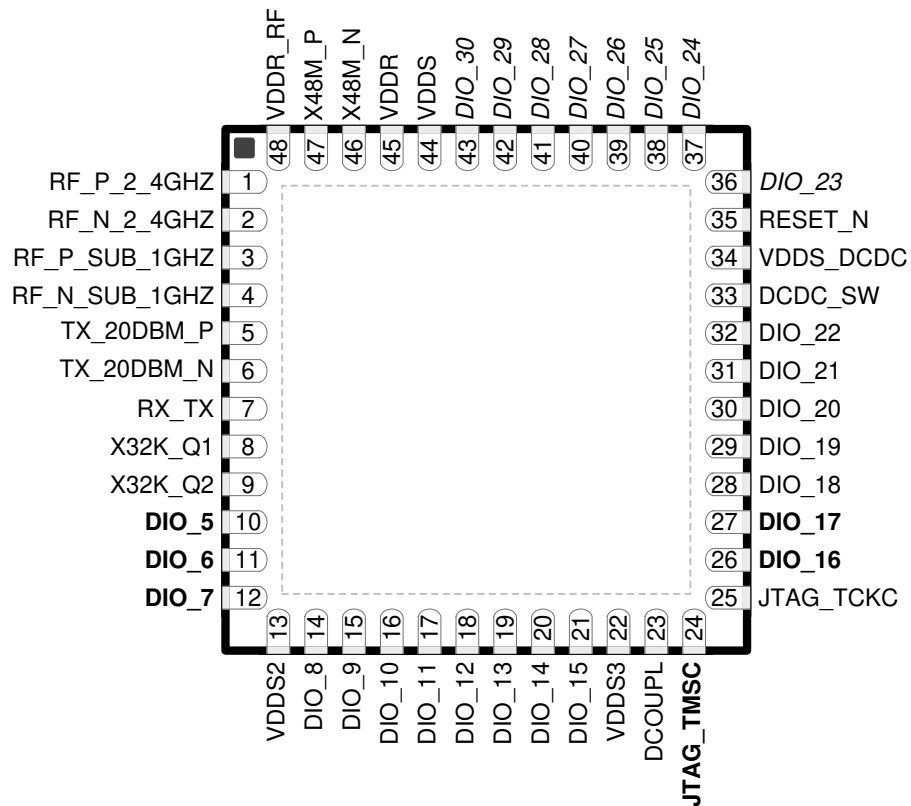 VDDR_RF
X48M_P
X48M_N
VDDR
VDDS
DIO_30
DIO_29
DIO_28
DIO_27
DIO_26
DIO_25
DIO_24
48
47
46
45
44
43
42
41
40
39
38
37
RF_P_2_4GHZ 1
RF_N_2_4GHZ 2
RF_P_SUB_1GHZ 3
RF_N_SUB_1GHZ 4
TX_20DBM_P 5
TX_20DBM_N 6
RX_TX 7
X32K_Q1 8
X32K_Q2 9
DIO_5 10
DIO_6 11
DIO_7 12
36 DIO_23
35 RESET_N
34 VDDS_DCDC
33 DCDC_SW
32 DIO_22
31 DIO_21
30 DIO_20
29 DIO_19
28 DIO_18
27 DIO_17
26 DIO_16
25 JTAG_TCKC
13
14
15
16
17
18
19
20
21
22
23
24
VDDS2
DIO_8
DIO_9
DIO_10
DIO_11
DIO_12
DIO_13
DIO_14
DIO_15
VDDS3
DCOUPL
JTAG_TMSC